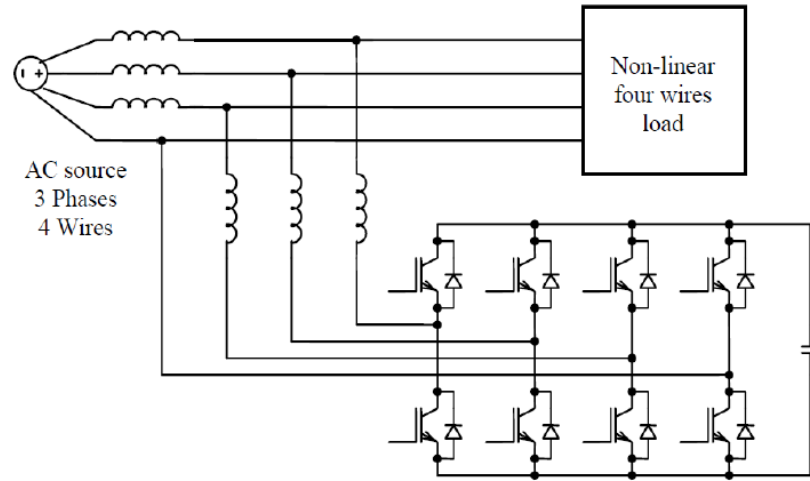 Non-linear
four wires
load
AC source
3 Phases
4 Wires